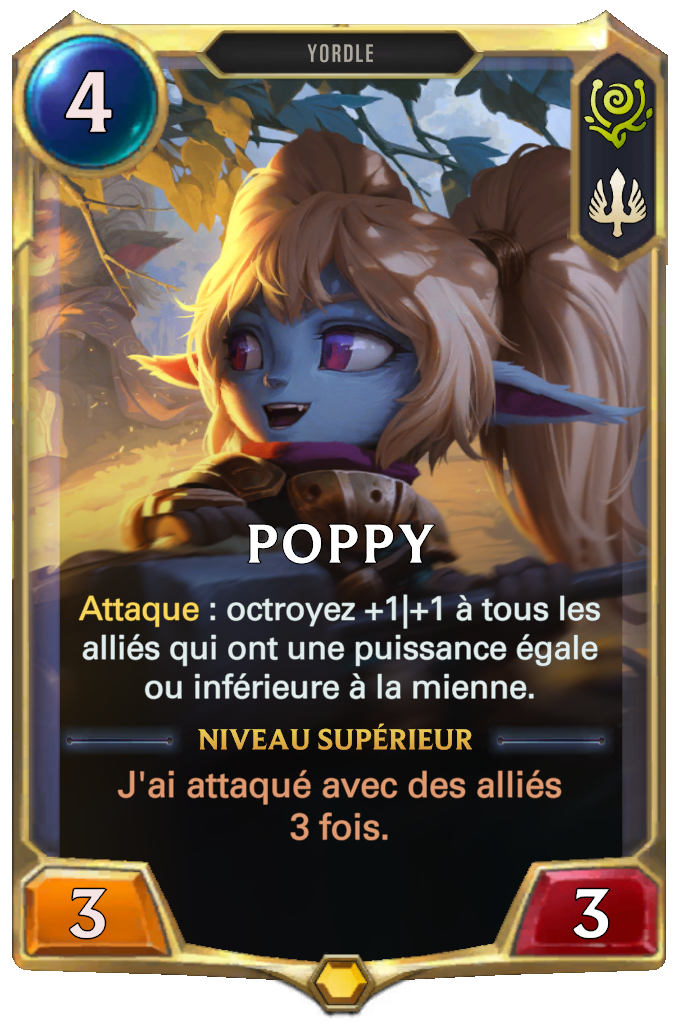 YORDLE
4
POPPY
Attaque : octroyez +1|+1 à tous les
alliés qui ont une puissance égale
ou inférieure à la mienne.
NIVEAU SUPÉRIEUR
J'ai attaqué avec des alliés
3 fois.
3
3